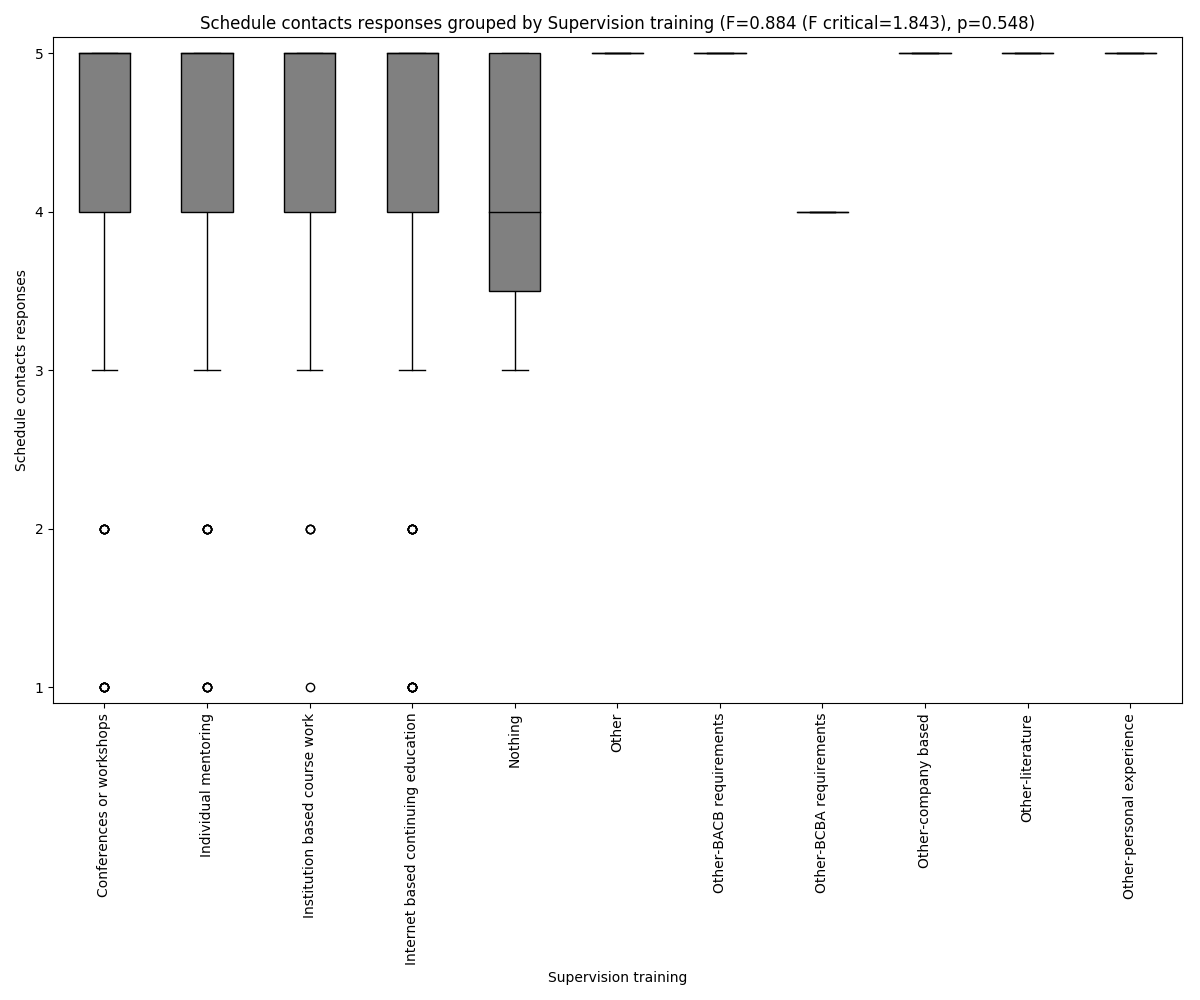 Schedule contacts responses grouped by Supervision training (F=0.884 (F critical=1.843), p=0.548)
5
4
3
2
1
Schedule contacts responses
Conferences or workshops
Individual mentoring
Institution based course work
Internet based continuing education
Nothing
Other
Other-BACB requirements
Other-BCBA requirements
Other-company based
Other-literature
Other-personal experience
Supervision training